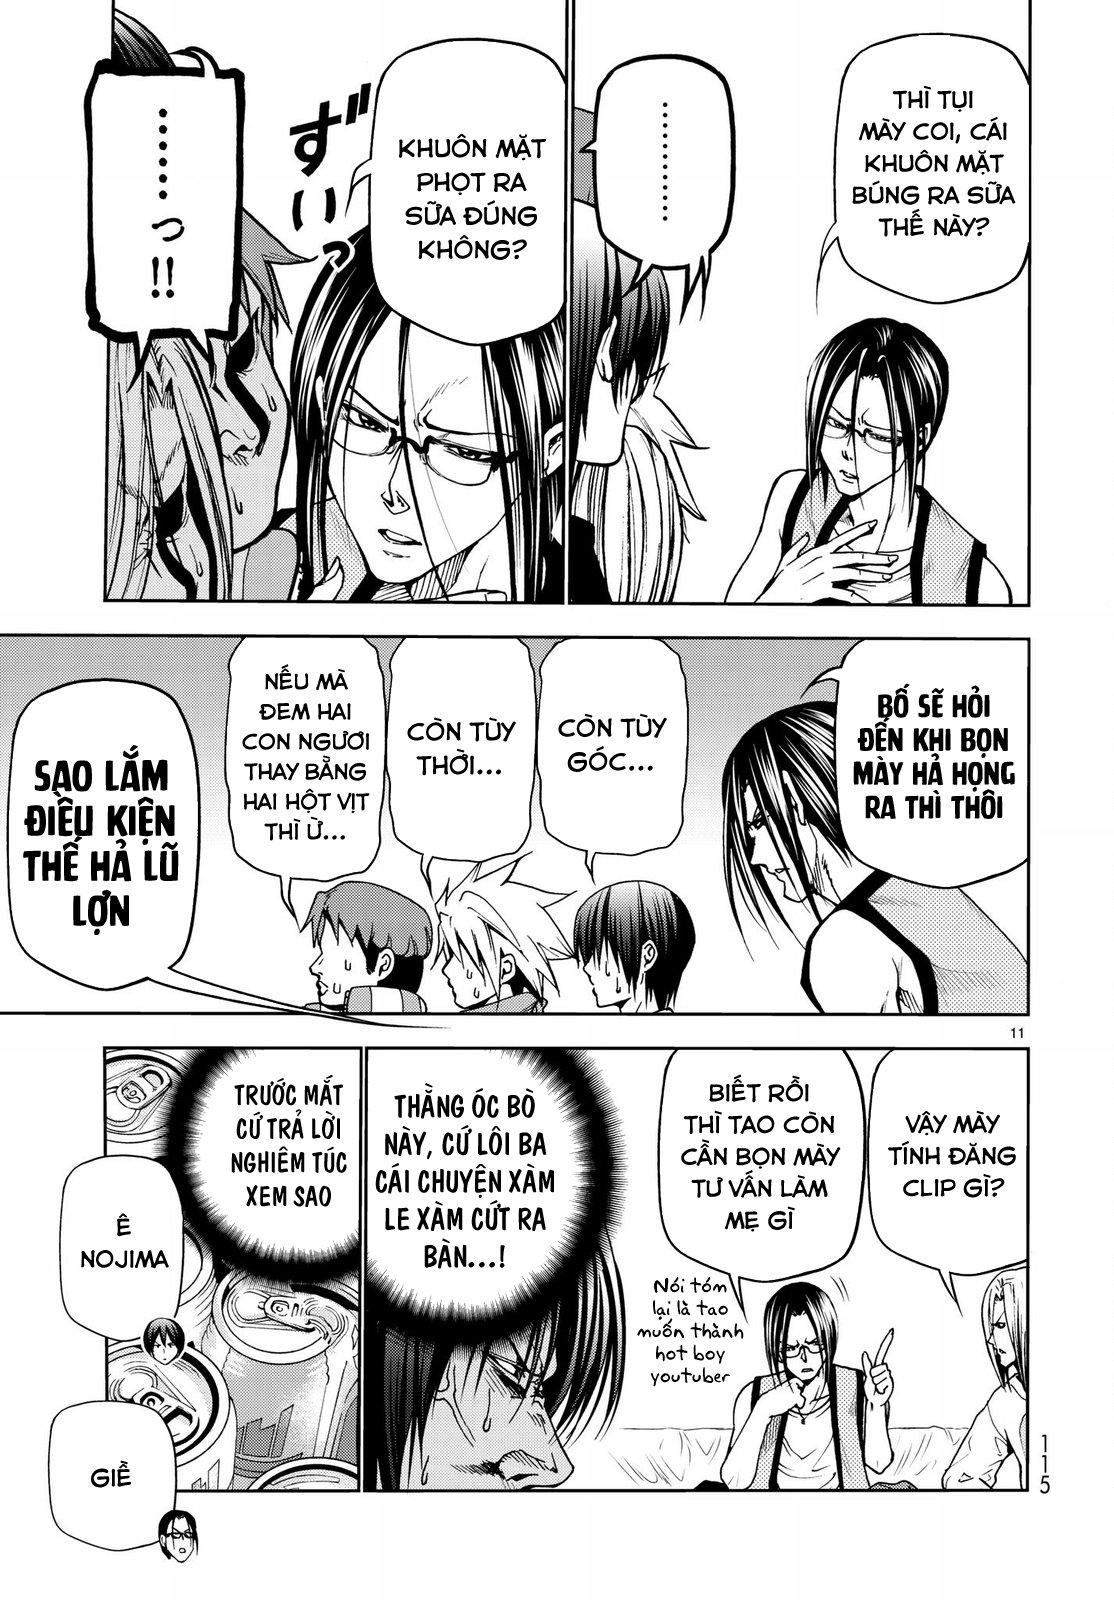 THÌ TỤI
MÀY COI, CÁI
KHUÔN MẶT
BÚNG RA SỮA
THẾ NÀY?
………
KHUÔN MẶT
PHỌT RA
SỮA ĐÚNG
KHÔNG?
ずいっ
……っ!!
BỐ SẼ HỎI
ĐẾN KHI BỌN
MÀY HẢ HỌNG
RA THÌ THÔI
CÒN TÙY
GÓC...
CÒN TÙY
THỜI...
NẾU MÀ
ĐEM HAI
CON NGƯƠI
THAY BẰNG
HAI HỘT VỊT
THÌ Ừ...
SAO LẮM
ĐIỀU KIỆN
THẾ HẢ LŨ
LỢN
11
VẬY MÀY
TÍNH ĐĂNG
CLIP GÌ?
BIẾT RỒI
THÌ TAO CÒN
CẦN BỌN MÀY
TƯ VẤN LÀM
MẸ GÌ
Nói tóm
lại là tao
muốn thành
hot boy
youtuber
THẰNG ÓC BÒ
NÀY, CỨ LÔI BA
CÁI CHUYỆN XÀM
LE XÀM CỨT RA
BÀN...!
TRƯỚC MẮT
CỨ TRẢ LỜI
NGHIÊM TÚC
XEM SAO
Ê
NOJIMA
GIỀ
115